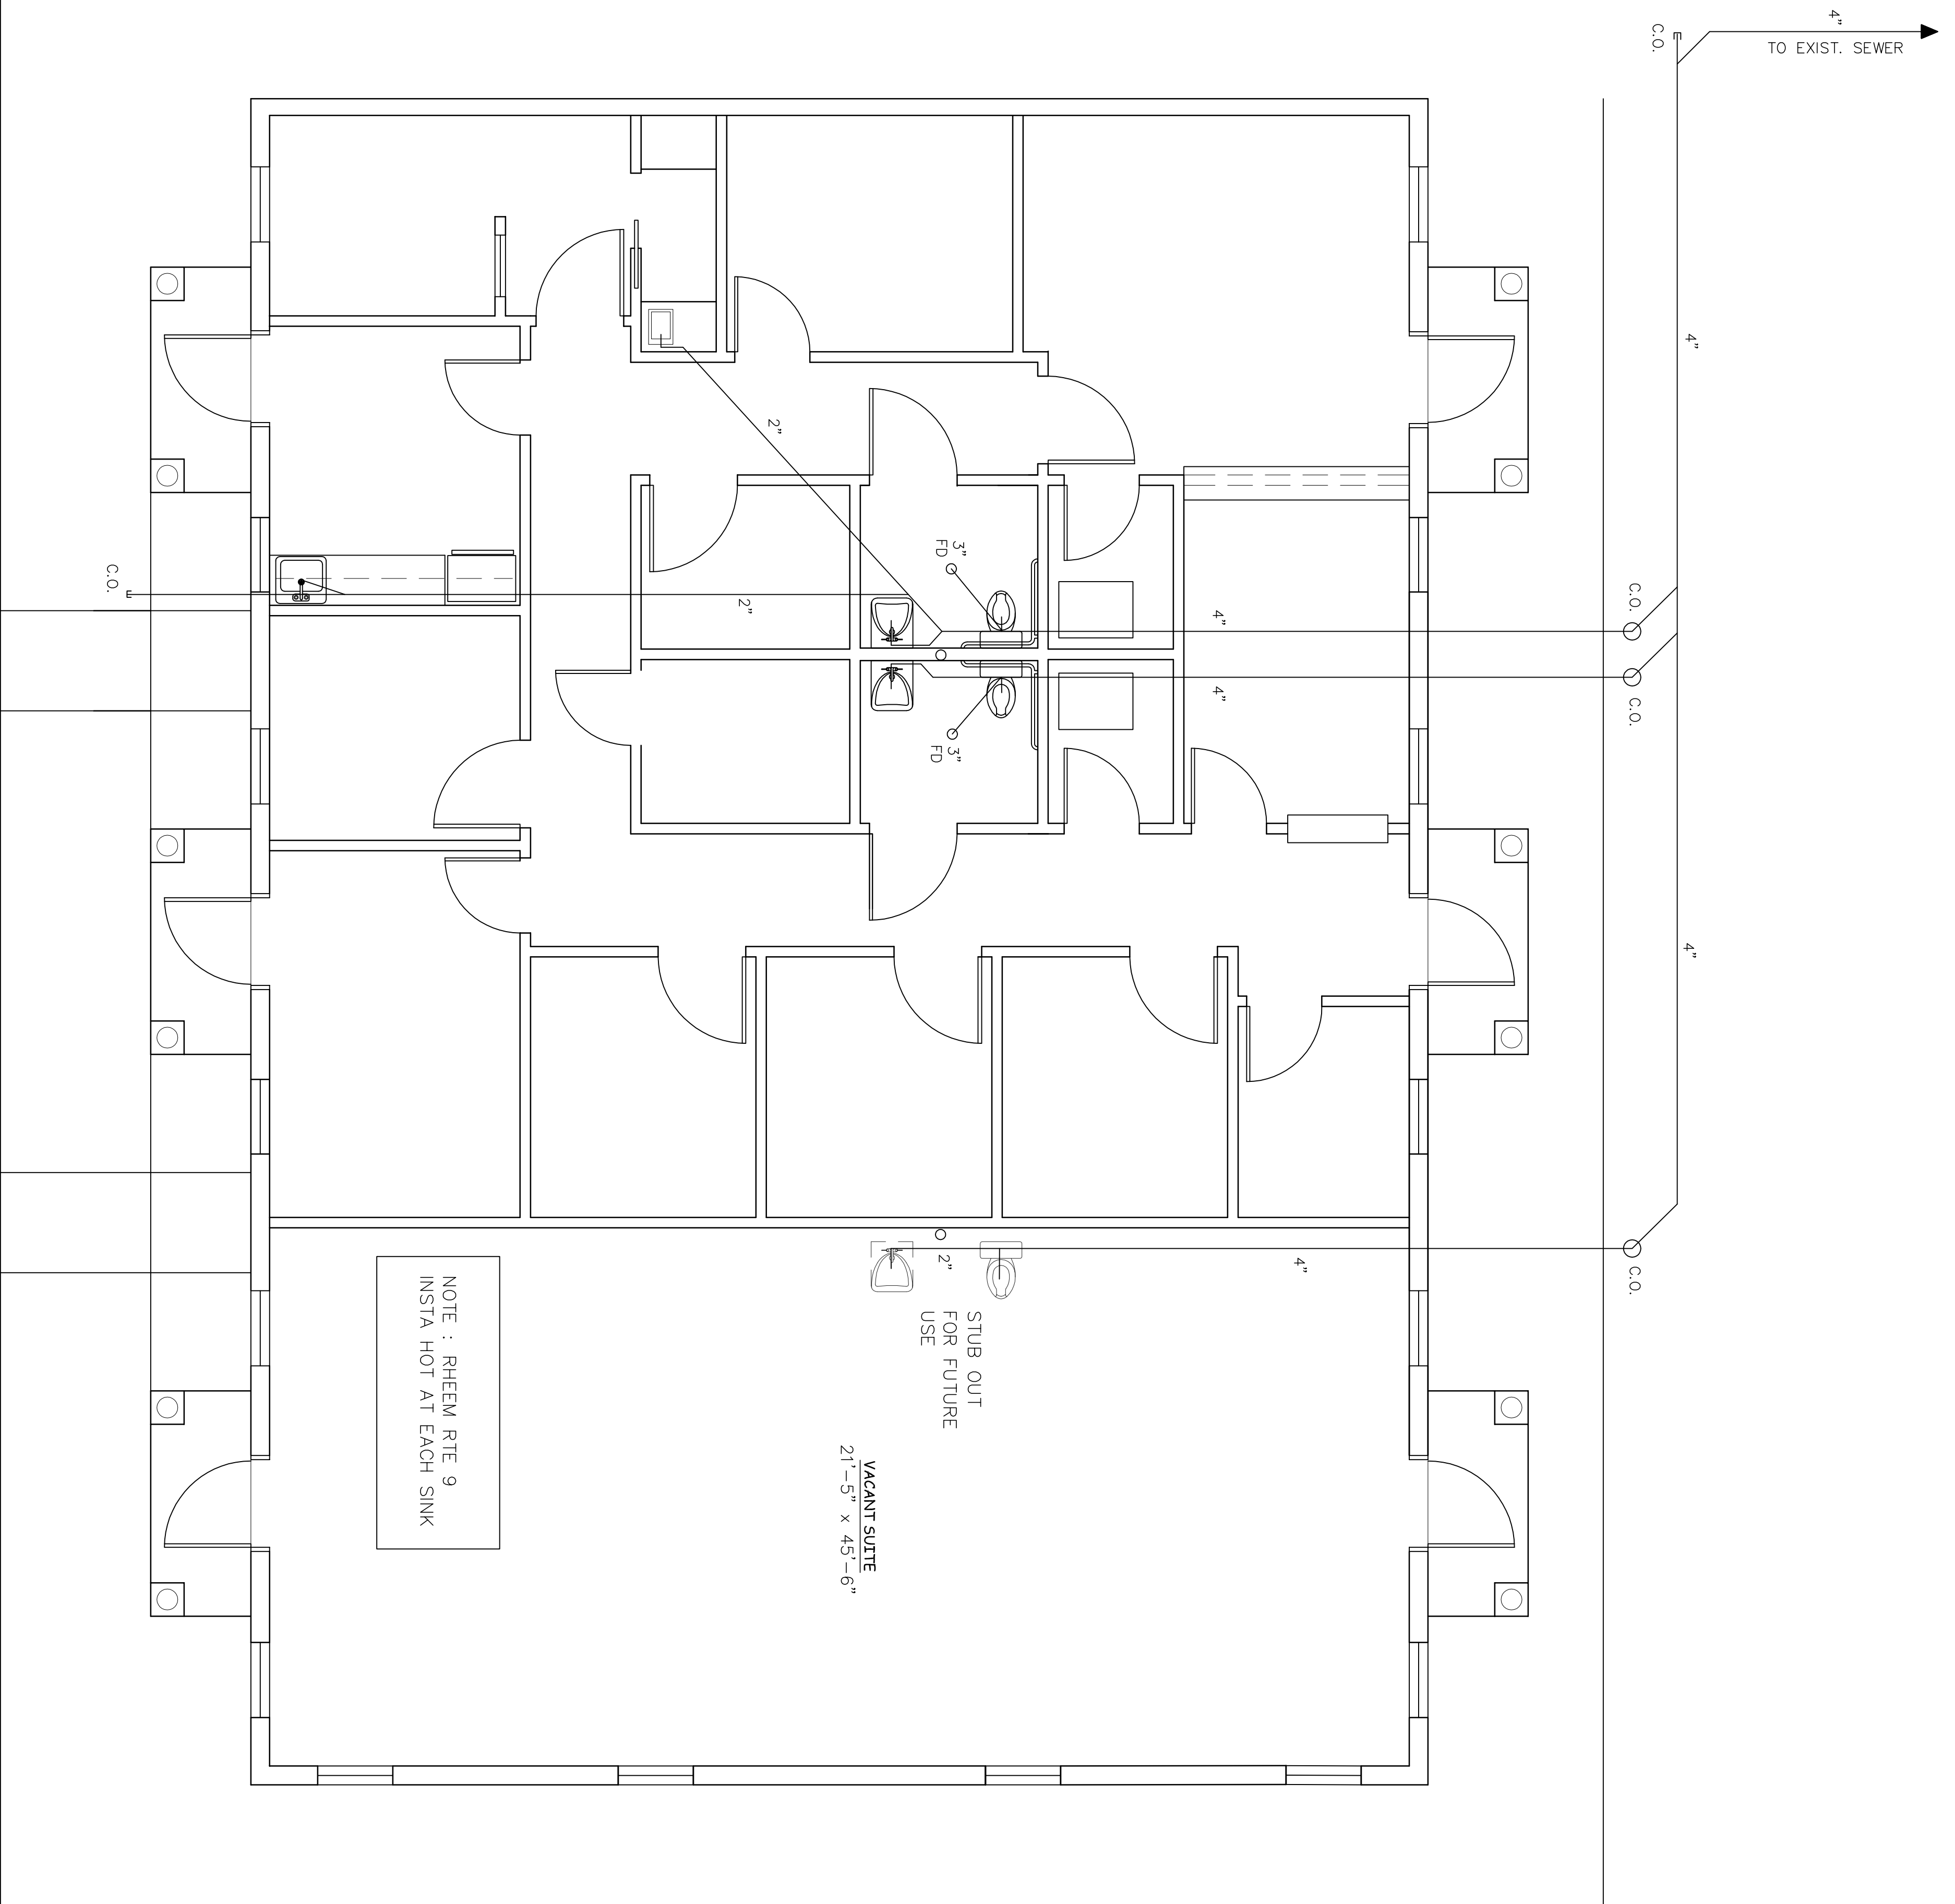 4"
TO EXIST. SEWER
C.O.
4"
2"
3"
FD
C.O.
2"
4"
C.O.
4"
C.O.
3"
FD
4"
2"
4"
C.O.
STUB OUT
FOR FUTURE
USE
NOTE : RHEEM RTE 9
INSTA HOT AT EACH SINK
VACANT SUITE
21'-5" x 45'-6"